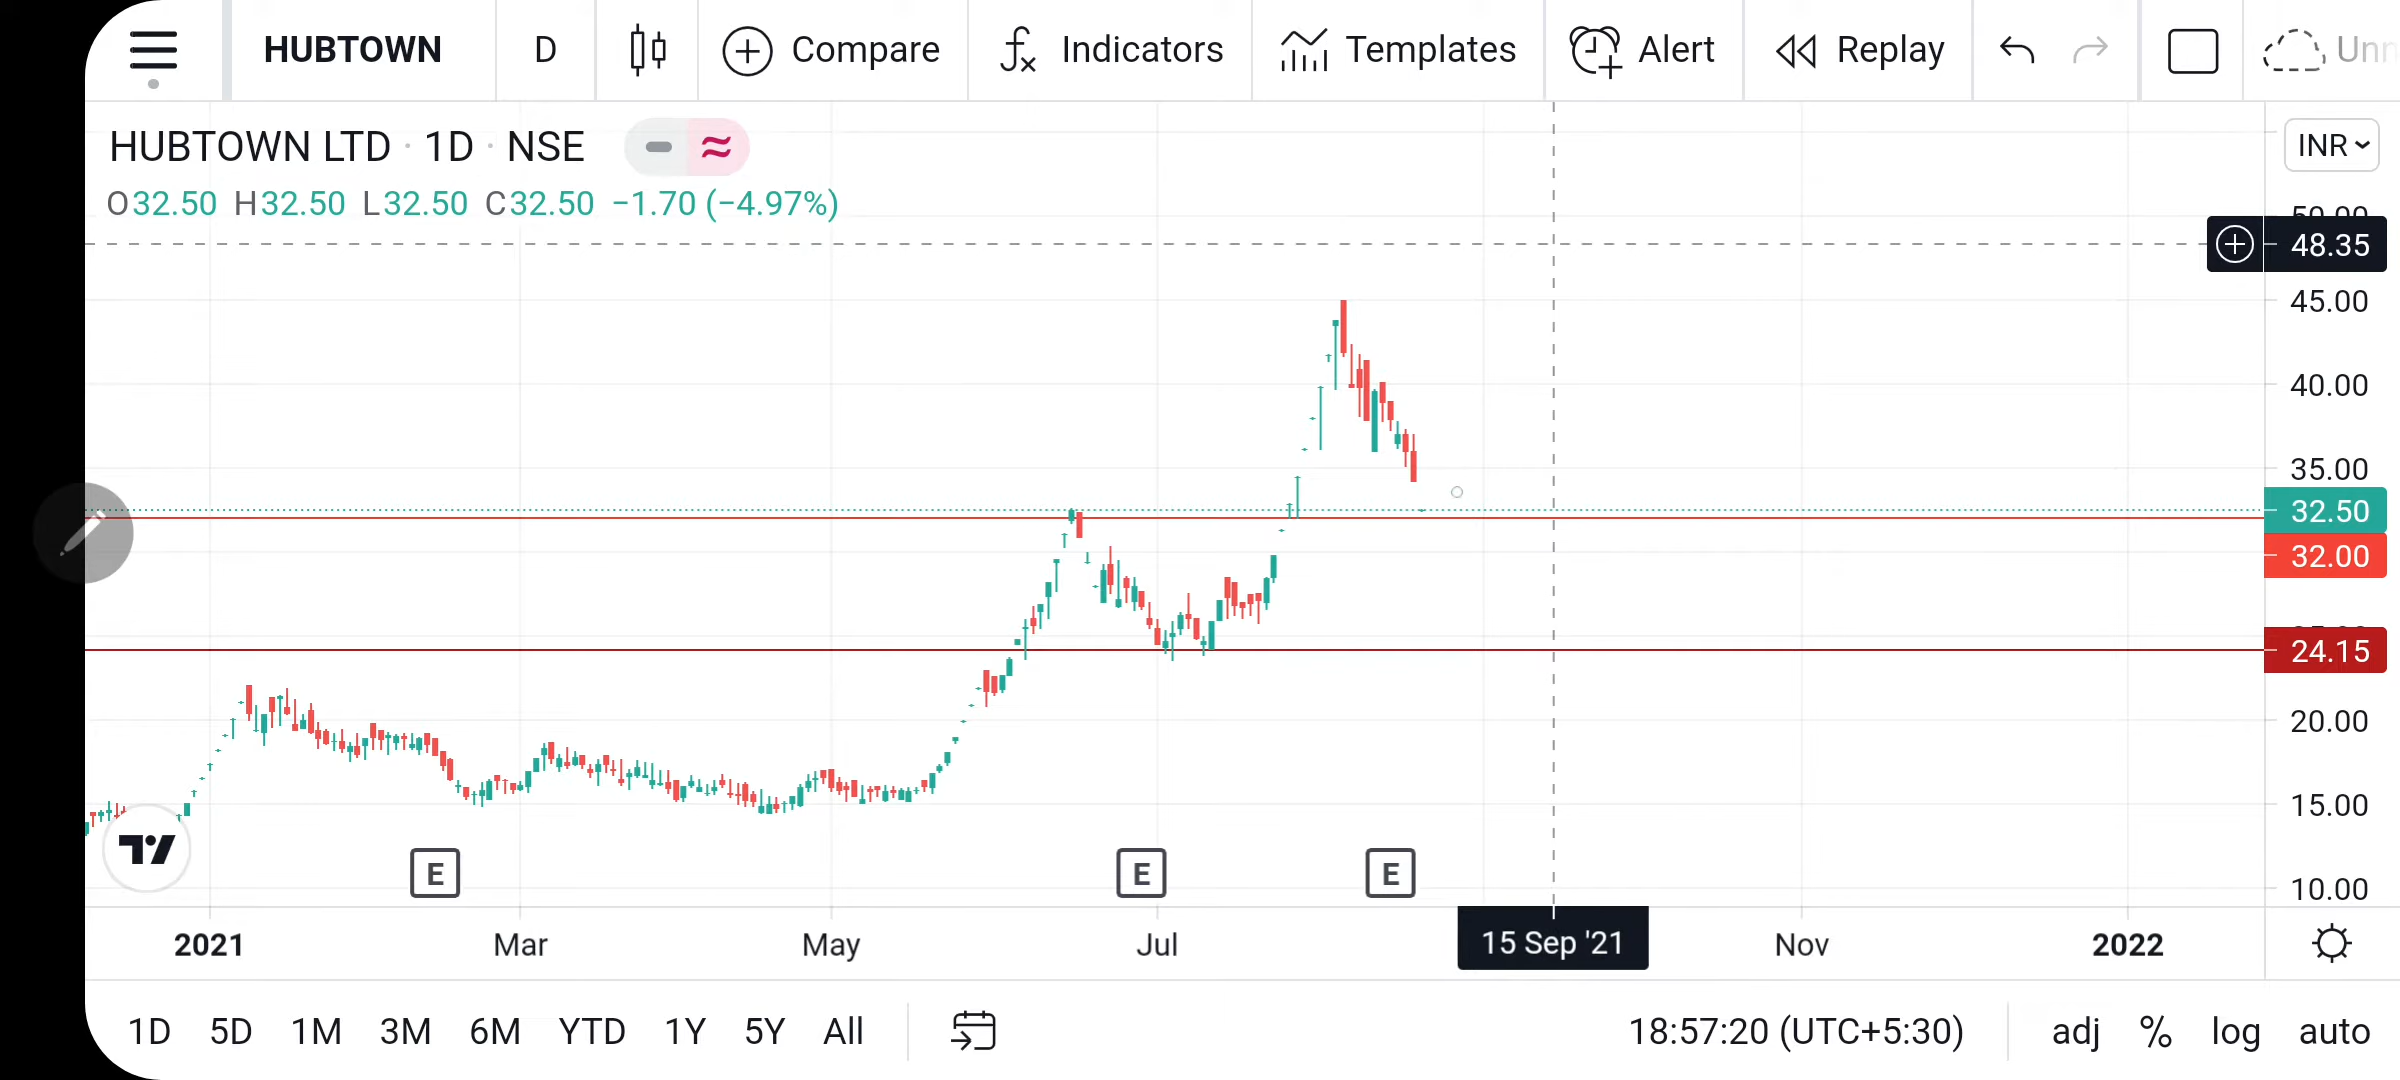 HUBTOWN D Compare Indicators Templates Alert Replay Unn
HUBTOWN LTD · 1D · NSE
INR
O32.50 H32.50 L32.50 C32.50 −1.70 (−4.97%)
50.00
48.35
45.00
40.00
35.00
32.50
32.00
24.15
20.00
15.00
10.00
E E E
2021 Mar May Jul 15 Sep '21 Nov 2022
1D 5D 1M 3M 6M YTD 1Y 5Y All 18:57:20 (UTC+5:30) adj % log auto